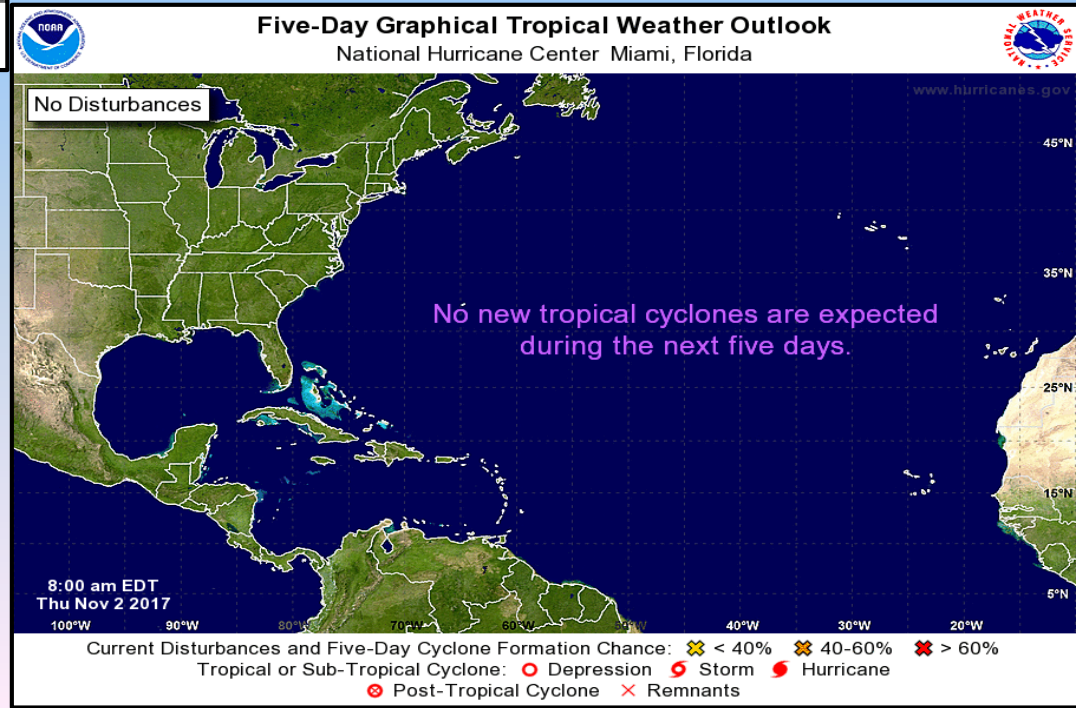 Five-Day Graphical Tropical Weather Outlook
National Hurricane Center Miami, Florida
NOAA
No Disturbances
www.hurricanes.gov
45°N
35°N
No new tropical cyclones are expected
during the next five days.
25°N
15°N
8:00 am EDT
Thu Nov 2 2017
5°N
100°W 90°W 80°W 70°W 60°W 50°W 40°W 30°W 20°W
Current Disturbances and Five-Day Cyclone Formation Chance: < 40% 40-60% > 60%
Tropical or Sub-Tropical Cyclone: Depression Storm Hurricane
Post-Tropical Cyclone Remnants